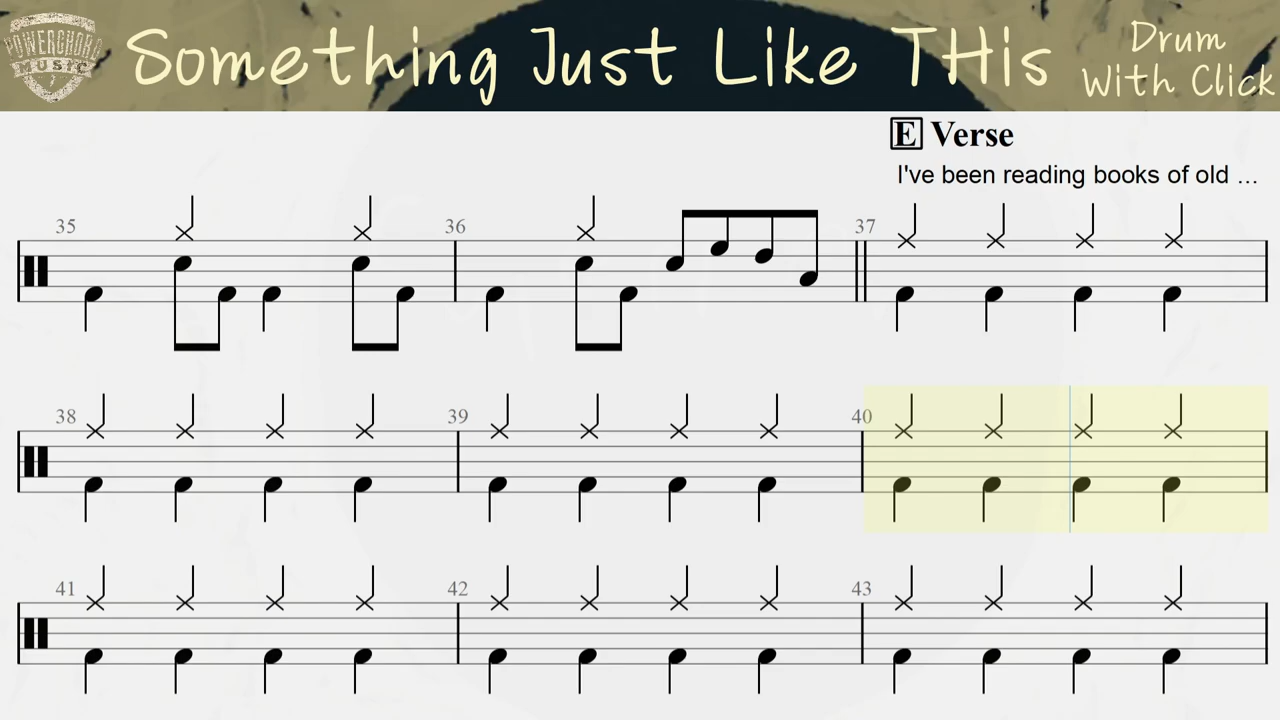 POWERCHORD
MUSIC
Something Just Like THis
Drum
With Click
E Verse
I've been reading books of old ...
35
36
37
38
39
40
41
42
43